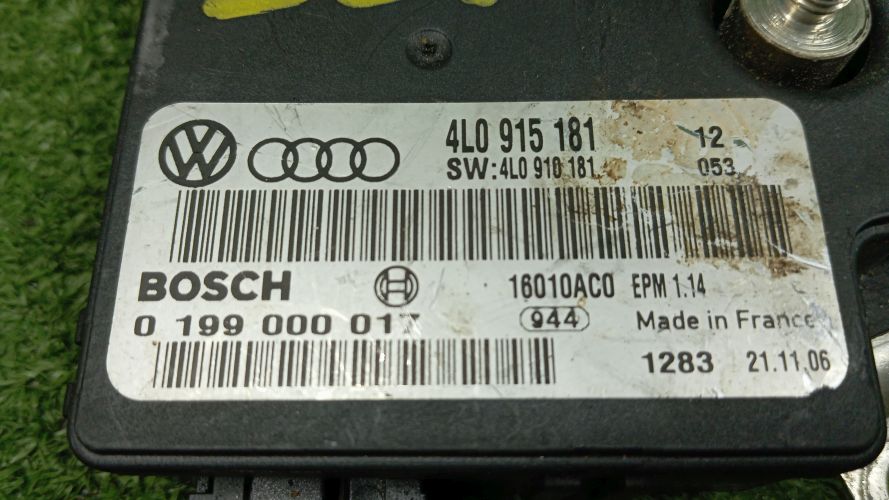 4L0 915 181 12
SW:4L0 910 181 053
BOSCH 16010AC0 EPM 1.14
0 199 000 017 944 Made in France
1283 21.11.06